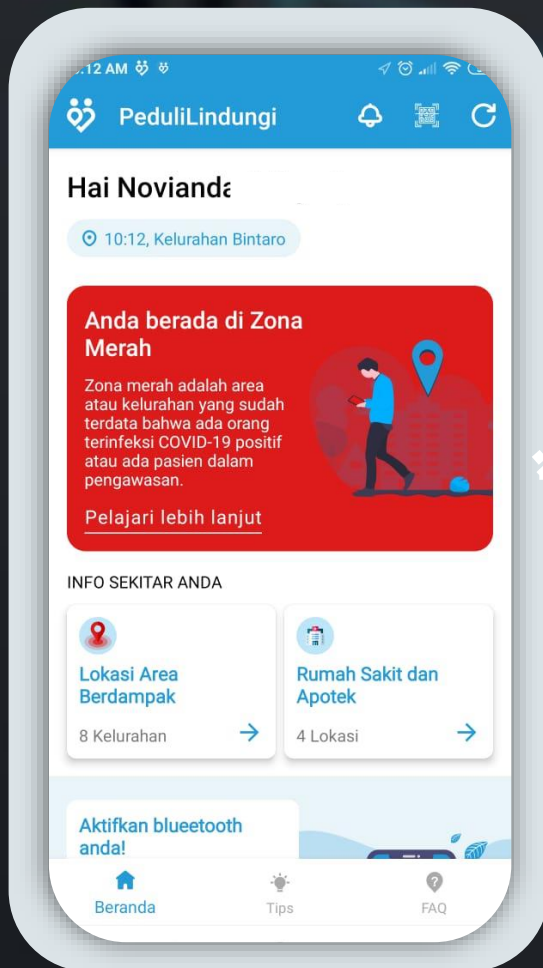 :12 AM
PeduliLindungi
Hai Novianda
10:12, Kelurahan Bintaro
Anda berada di Zona
Merah
Zona merah adalah area
atau kelurahan yang sudah
terdata bahwa ada orang
terinfeksi COVID-19 positif
atau ada pasien dalam
pengawasan.
Pelajari lebih lanjut
INFO SEKITAR ANDA
Lokasi Area
Berdampak
8 Kelurahan
Rumah Sakit dan
Apotek
4 Lokasi
Aktifkan blueetooth
anda!
Beranda
Tips
FAQ